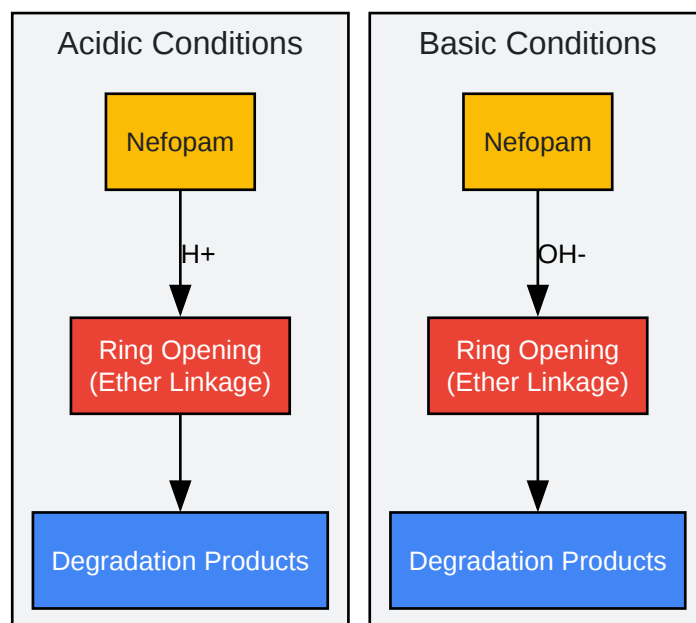 Acidic Conditions
Nefopam
H+
Ring Opening
(Ether Linkage)
Degradation Products
Basic Conditions
Nefopam
OH-
Ring Opening
(Ether Linkage)
Degradation Products